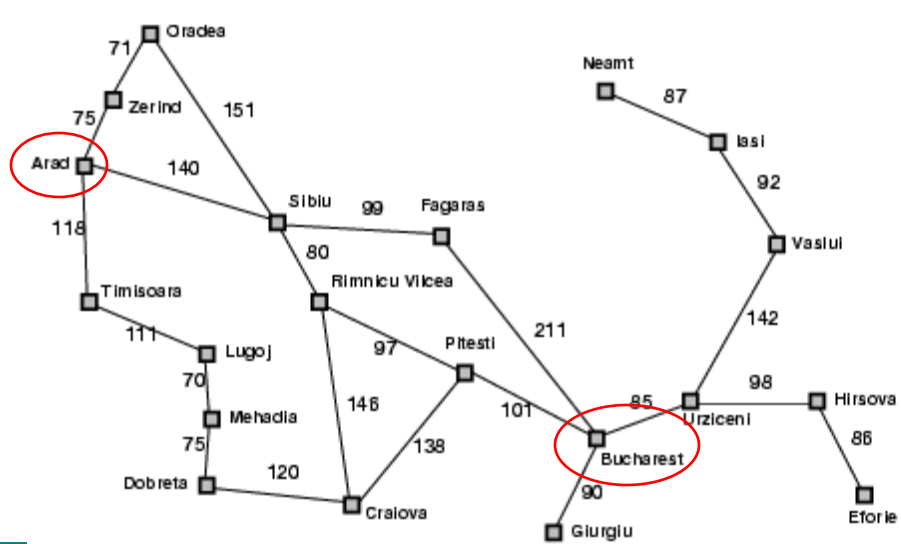 Oradea
71
Neamt
87
Zerind
151
75
Iasi
Arad
140
92
Sibiu
99
Fagaras
118
80
Vaslui
Timisoara
Rimnicu Vilcea
211
142
111
Lugoj
97
Pitesti
70
98
Mehadia
146
101
85
Urziceni
Hirsova
75
138
86
Bucharest
Dobreta
120
90
Craiova
Eforie
Giurgiu